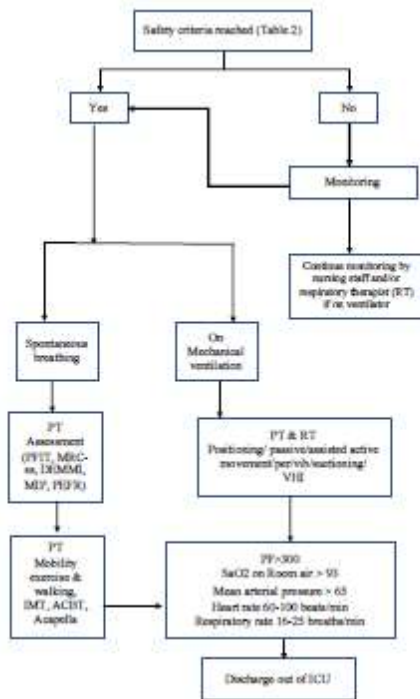 Safety criteria reached (Table.2)
Yes
No
Monitoring
Continue monitoring by
nursing staff and/or
respiratory therapist (RT)
if on ventilator
Spontaneous
breathing
On
Mechanical
ventilation
PT
Assessment
(PFIT, MRC-
ss, DEMMI,
MIP, PEFR)
PT & RT
Positioning/ passive/assisted active
movement/per/vib/suctioning/
VHI
PT
Mobility
exercise &
walking,
IMT, ACBT,
Acapella
PF>300
SaO2 on Room air > 93
Mean arterial pressure > 65
Heart rate 60-100 beats/min
Respiratory rate 16-25 breaths/min
Discharge out of ICU